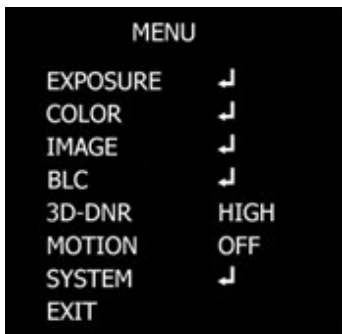 MENU
EXPOSURE ↲
COLOR ↲
IMAGE ↲
BLC ↲
3D-DNR HIGH
MOTION OFF
SYSTEM ↲
EXIT